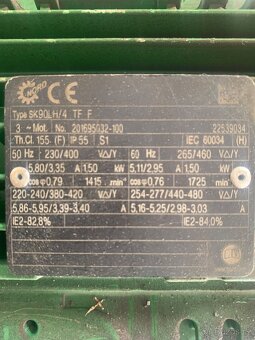 NORD CE
Type SK90LH/4 TF F
3 ~ Mot. No. 201695032-100 22539034
Th.Cl. 155 (F) IP 55 S1 IEC 60034 (H)
50 Hz 230/400 V△/Y 60 Hz 265/460 V△/Y
5,80/3,35 A 1,50 kW 5,11/2,95 A 1,50 kW
cos φ 0,79 1415 min⁻¹ cos φ 0,76 1725 min⁻¹
220-240/380-420 V△/Y 254-277/440-480 V△/Y
5,86-5,95/3,39-3,40 A 5,16-5,25/2,98-3,03 A
IE2-82,8% IE2-84,0%